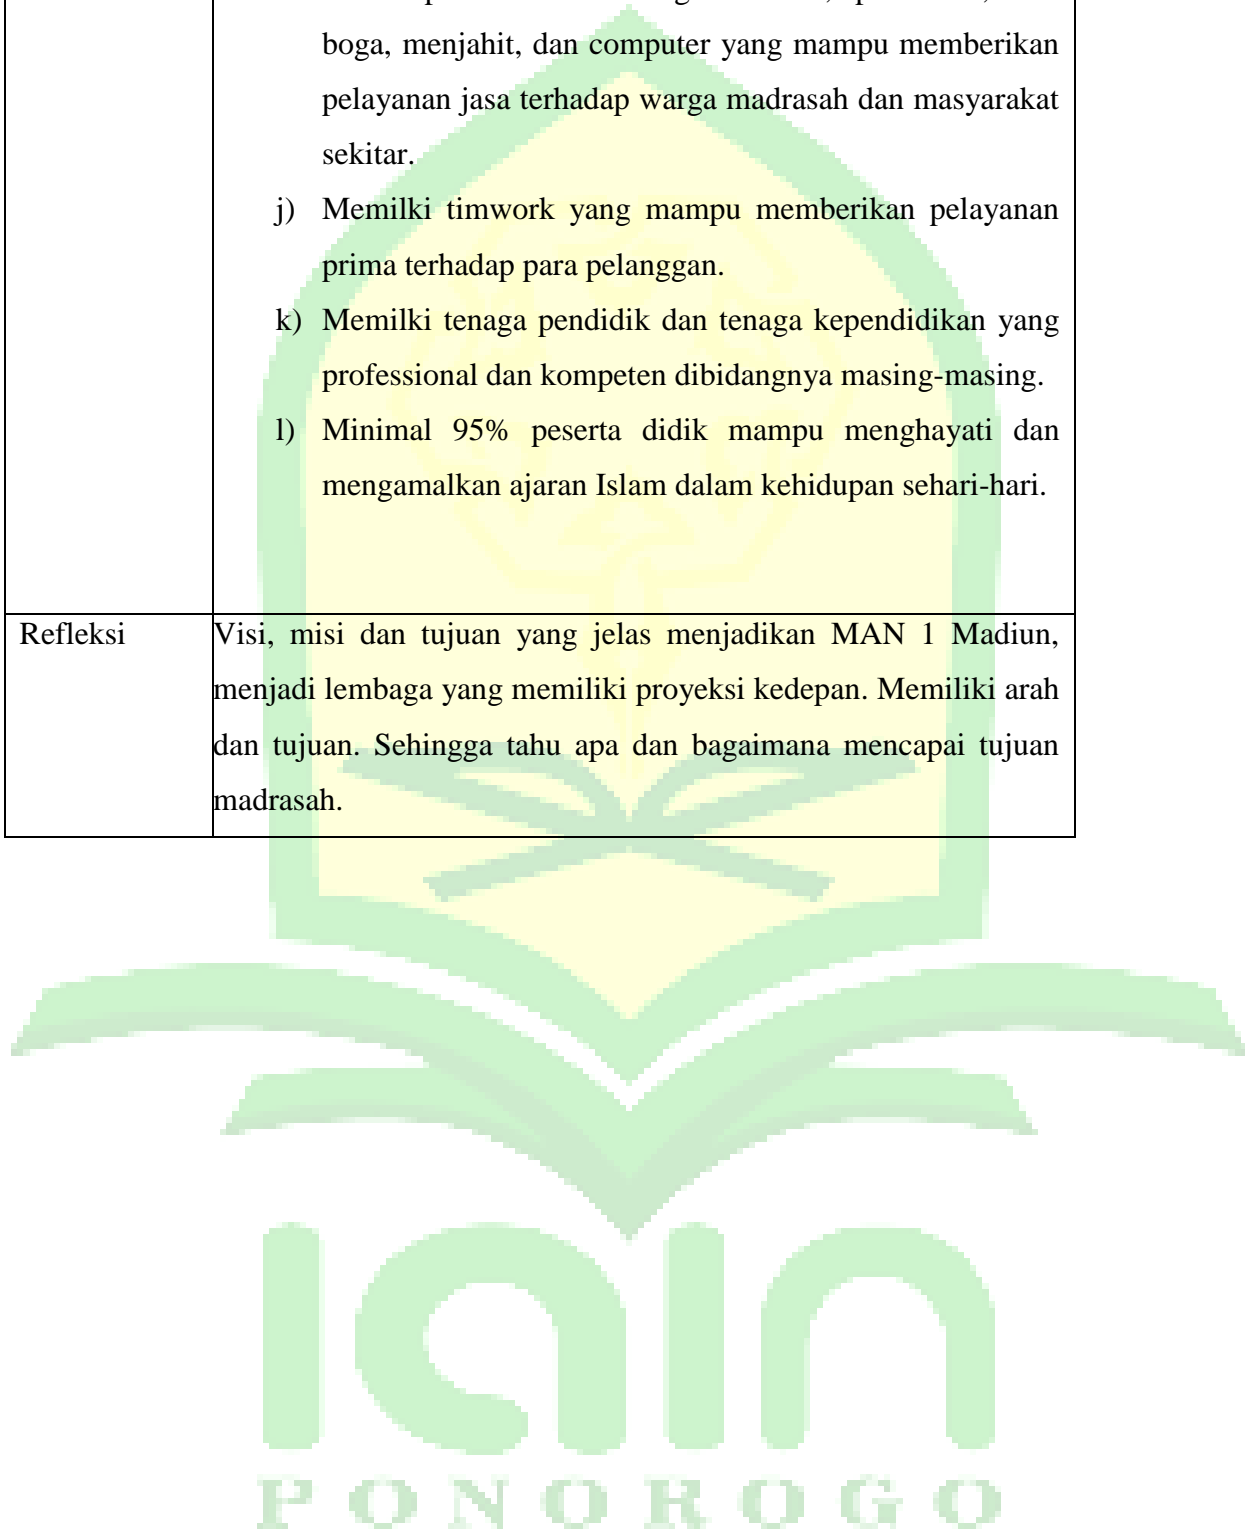 boga, menjahit, dan computer yang mampu memberikan
pelayanan jasa terhadap warga madrasah dan masyarakat
sekitar.
j) Memilki timwork yang mampu memberikan pelayanan
prima terhadap para pelanggan.
k) Memilki tenaga pendidik dan tenaga kependidikan yang
professional dan kompeten dibidangnya masing-masing.
l) Minimal 95% peserta didik mampu menghayati dan
mengamalkan ajaran Islam dalam kehidupan sehari-hari.
Refleksi Visi, misi dan tujuan yang jelas menjadikan MAN 1 Madiun,
menjadi lembaga yang memiliki proyeksi kedepan. Memiliki arah
dan tujuan. Sehingga tahu apa dan bagaimana mencapai tujuan
madrasah.
iain
PONOROGO